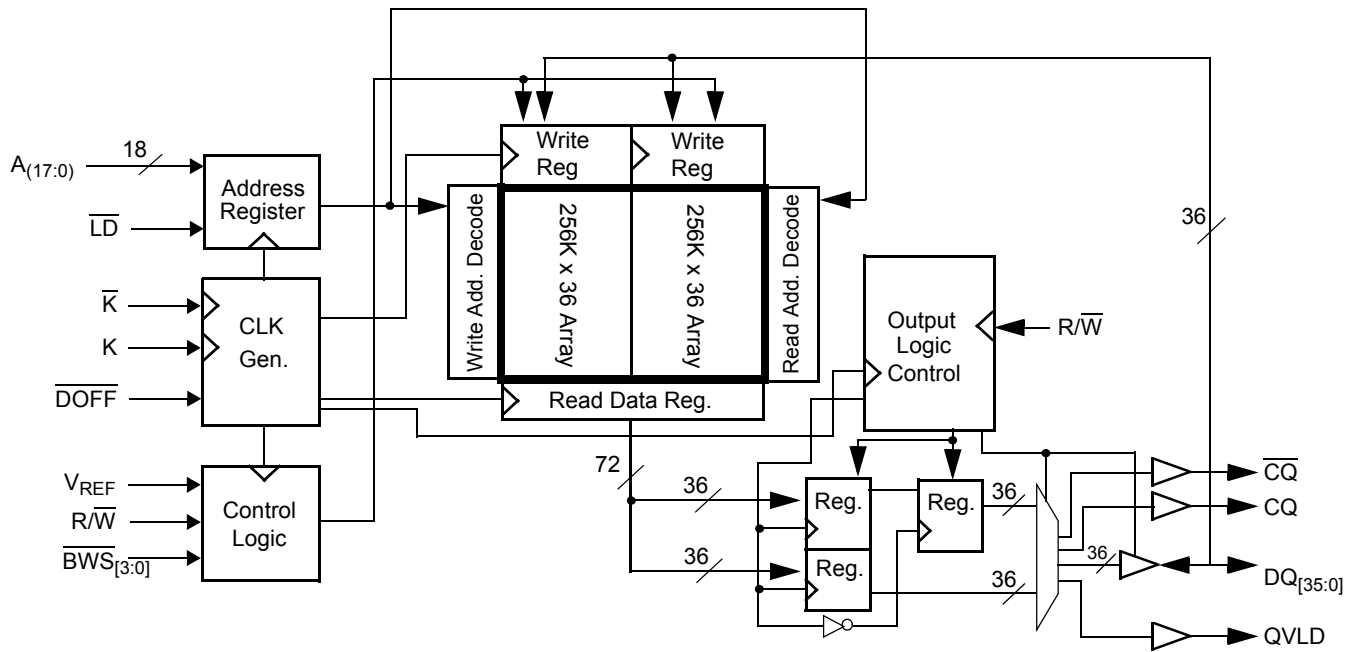 A(17:0)
18
LD
Address
Register
K
K
DOFF
CLK
Gen.
VREF
R/W
BWS[3:0]
Control
Logic
Write
Reg
Write
Reg
Write Add. Decode
256K x 36 Array
256K x 36 Array
Read Add. Decode
Read Data Reg.
36
Output
Logic
Control
R/W
72
36
36
Reg.
Reg.
Reg.
36
36
36
CQ
CQ
DQ[35:0]
QVLD